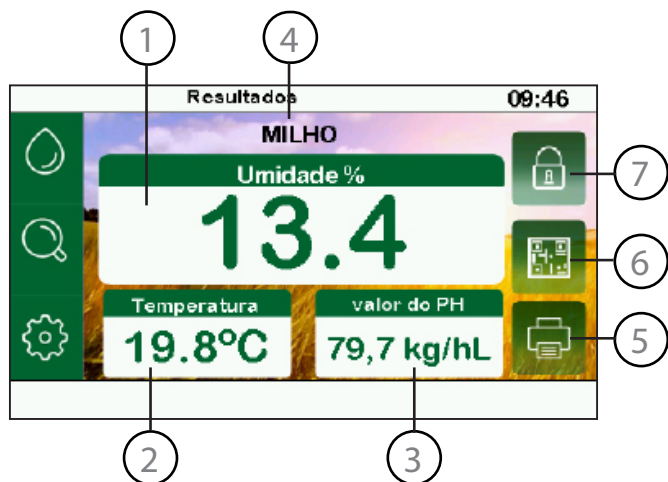 1
4
Resultados 09:46
MILHO
Umidade %
13.4
7
6
Temperatura valor do PH
19.8ºC 79,7 kg/hL
5
2
3